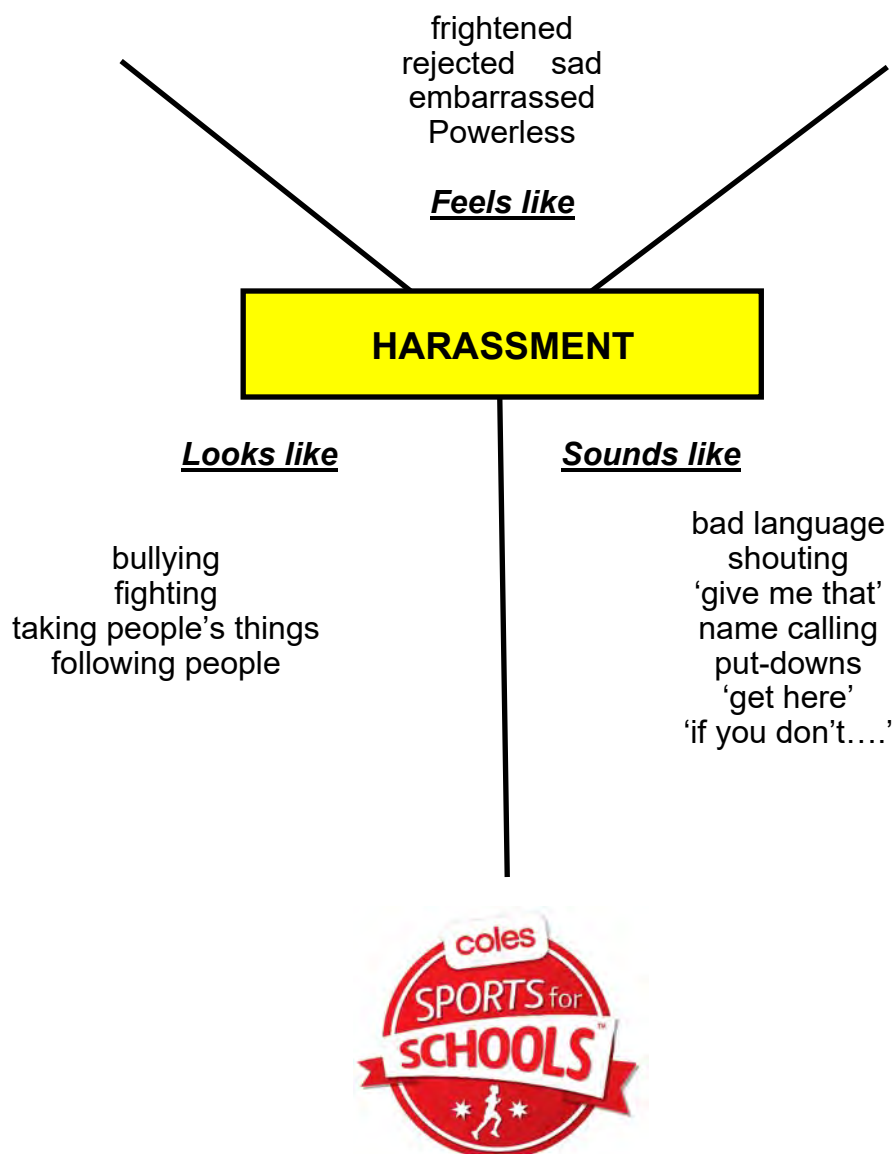 frightened
rejected sad
embarrassed
Powerless
Feels like
HARASSMENT
Looks like
bullying
fighting
taking people’s things
following people
Sounds like
bad language
shouting
‘give me that’
name calling
put-downs
‘get here’
‘if you don’t….’
coles
SPORTS for
SCHOOLS™